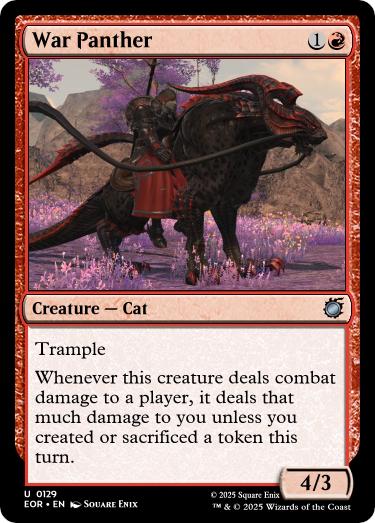 War Panther
1
Creature — Cat
Trample
Whenever this creature deals combat
damage to a player, it deals that
much damage to you unless you
created or sacrificed a token this
turn.
4/3
U 0129
EOR • EN SQUARE ENIX
© 2025 Square Enix
™ & © 2025 Wizards of the Coast